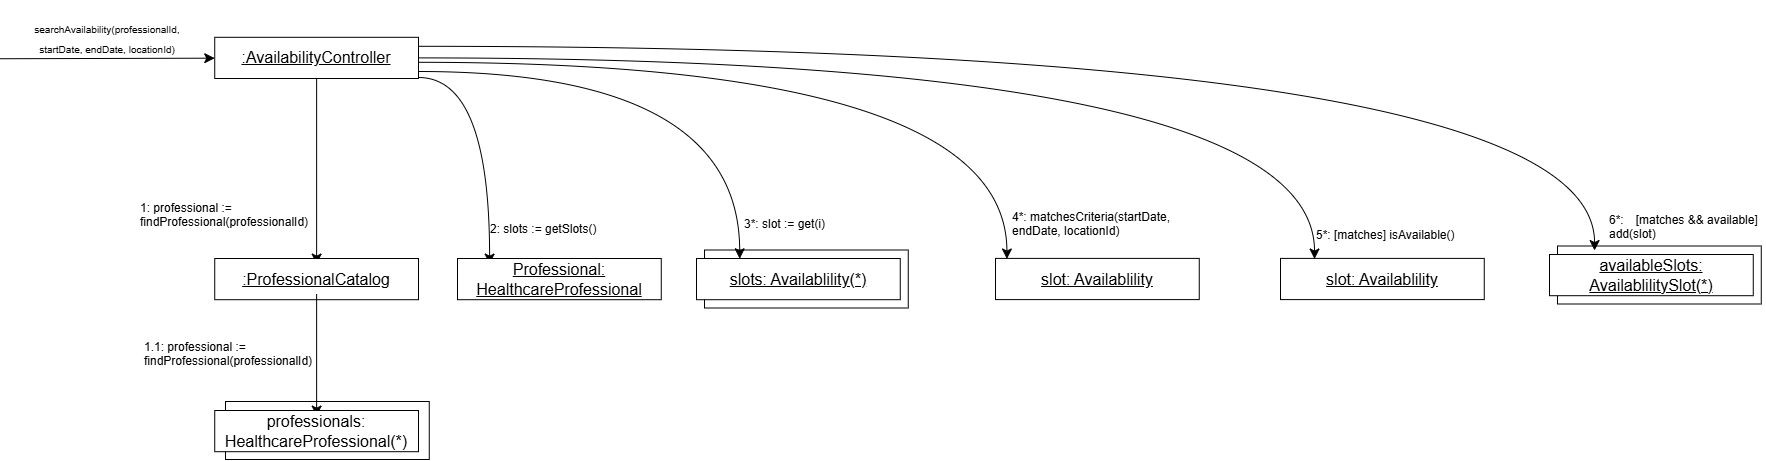 searchAvailability(professionalId,
startDate, endDate, locationId)
:AvailabilityController
1: professional :=
findProfessional(professionalId)
2: slots := getSlots()
3*: slot := get(i)
4*: matchesCriteria(startDate,
endDate, locationId)
5*: [matches] isAvailable()
6*: [matches && available]
add(slot)
:ProfessionalCatalog
Professional:
HealthcareProfessional
slots: Availablility(*)
slot: Availablility
slot: Availablility
availableSlots:
AvailablilitySlot(*)
1.1: professional :=
findProfessional(professionalId)
professionals:
HealthcareProfessional(*)